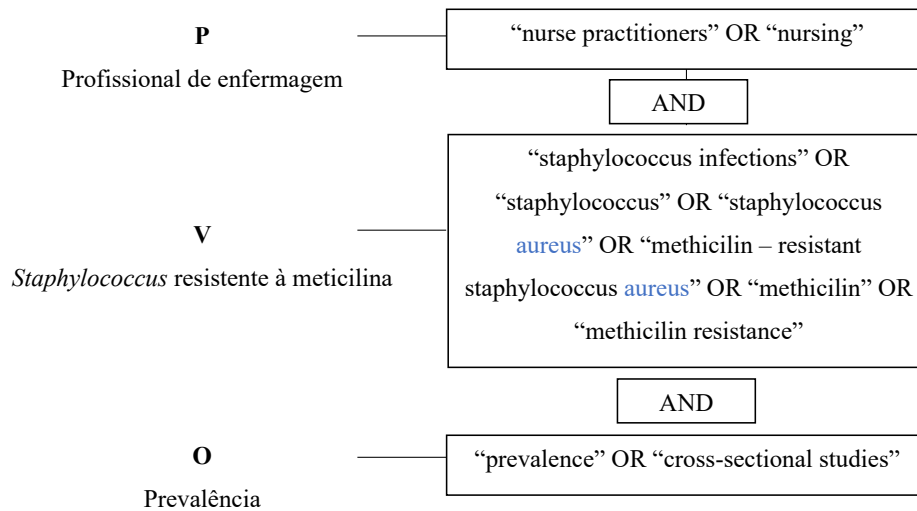 P
Profissional de enfermagem
“nurse practitioners” OR “nursing”
AND
V
Staphylococcus resistente à meticilina
“staphylococcus infections” OR
“staphylococcus” OR “staphylococcus
aureus” OR “methicilin – resistant
staphylococcus aureus” OR “methicilin” OR
“methicilin resistance”
AND
O
Prevalência
“prevalence” OR “cross-sectional studies”